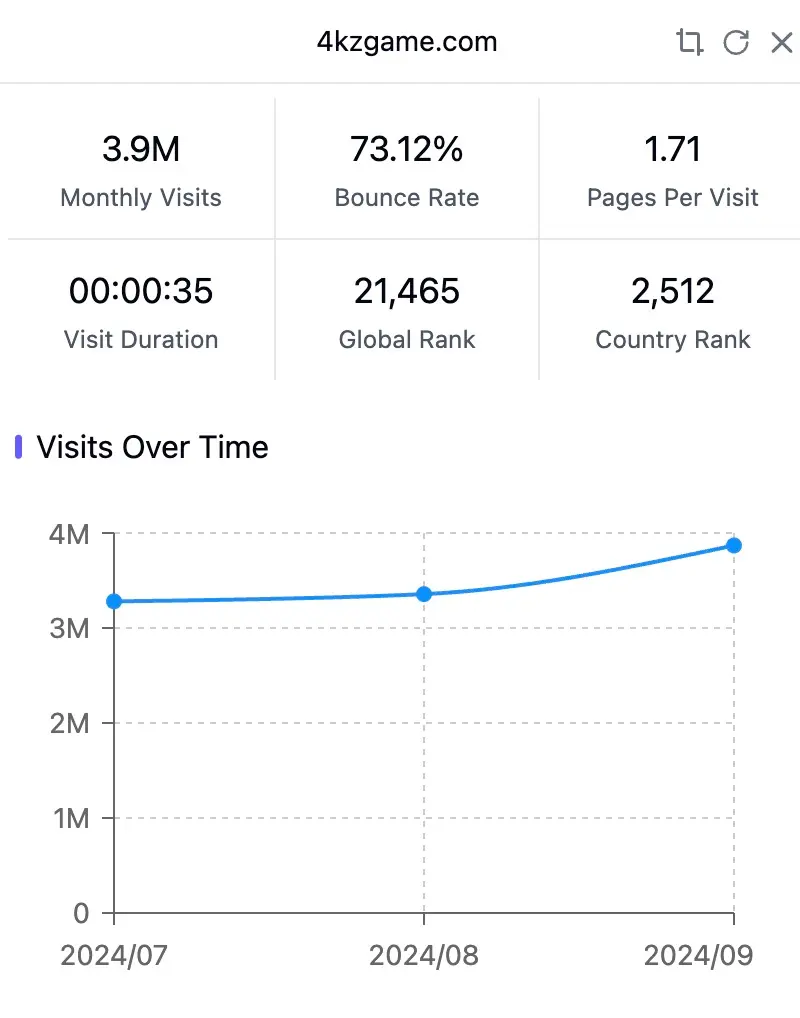 4kzgame.com
3.9M
73.12%
1.71
Monthly Visits
Bounce Rate
Pages Per Visit
00:00:35
21,465
2,512
Visit Duration
Global Rank
Country Rank
Visits Over Time
4M
3M
2M
1M
0
2024/07
2024/08
2024/09